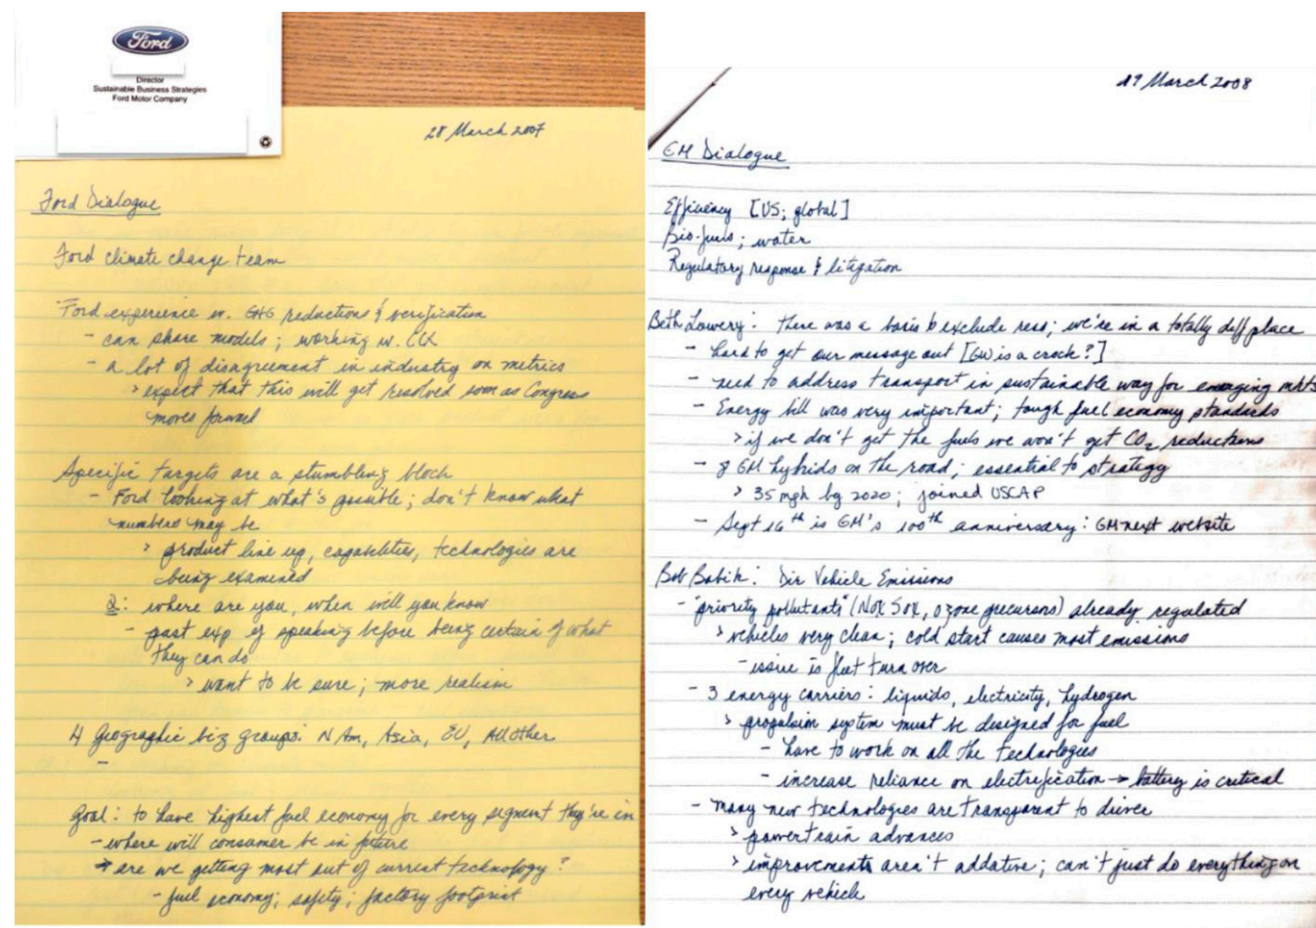 Ford
Director
Sustainable Business Strategies
Ford Motor Company
28 March 2007
Ford Dialogue
Ford climate change team
Ford experience w. GHG reductions & verification
- can share models; working w. CCX
- a lot of disagreement in industry on metrics
> expect that this will get resolved soon as Congress
moves forward
Specific targets are a stumbling block
- Ford looking at what's possible; don't know what
numbers may be
> product line up, capabilities, technologies are
being examined
Q: where are you, when will you know
- past exp of speaking before being certain of what
they can do
> want to be sure; more realism
4 Geographic biz groups: N Am, Asia, EU, All other
-
Goal: to have highest fuel economy for every segment they're in
- where will consumer be in future
→ are we getting most out of current technology?
- fuel economy; safety; factory footprint
19 March 2008
GM Dialogue
Efficiency [US; global]
Bio-fuels; water
Regulatory response & litigation
Beth Lowery: There was a basis to exclude reso; we're in a totally diff place
- hard to get our message out [GW is a crock?]
- need to address transport in sustainable way for emerging mkts
- Energy bill was very important; tough fuel economy standards
> if we don't get the fuels we won't get CO2 reductions
- 8 GM hybrids on the road; essential to strategy
> 35 mpg by 2020; joined USCAP
- Sept 16th is GM's 100th anniversary: GMnext website
Bob Babik: Dir Vehicle Emissions
- "priority pollutants" (NOX SOX, ozone precursors) already regulated
> vehicles very clean; cold start causes most emissions
- issue is fleet turn over
- 3 energy carriers: liquids, electricity, hydrogen
> propulsion system must be designed for fuel
- have to work on all the technologies
- increase reliance on electrification → battery is critical
- many new technologies are transparent to driver
> powertrain advances
> improvements aren't addative; can't just do everything on
every vehicle